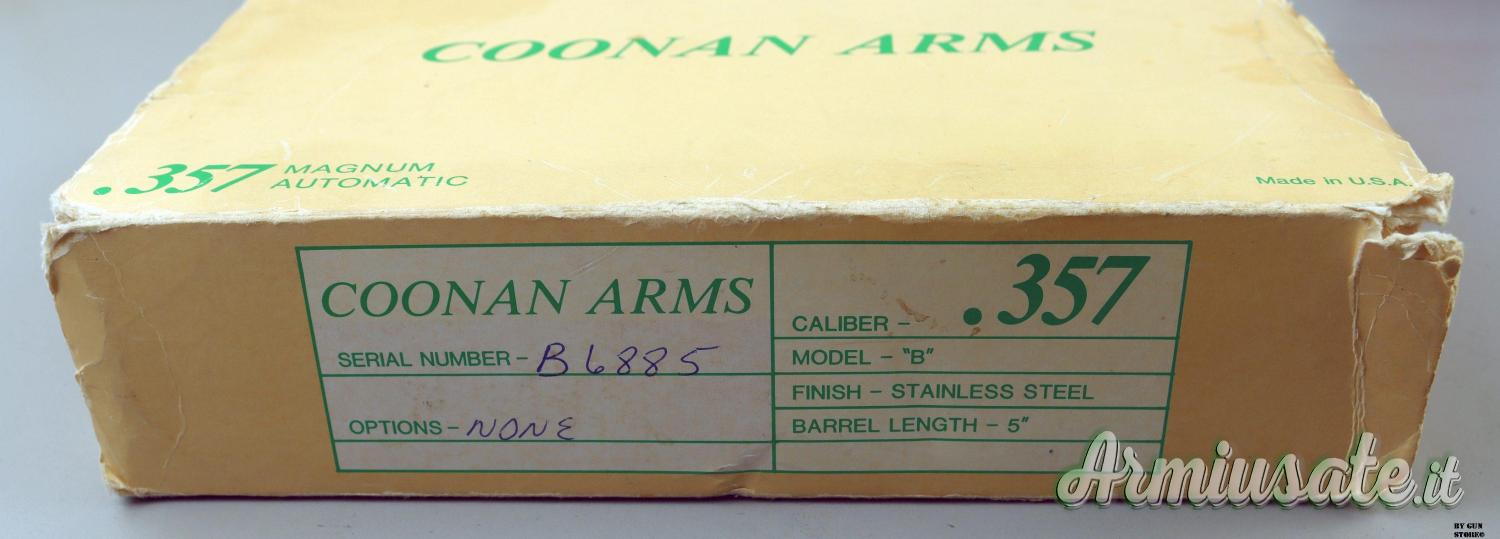 COONAN ARMS
.357 MAGNUM
AUTOMATIC
Made in U.S.A.
COONAN ARMS
SERIAL NUMBER - B6885
OPTIONS - NONE
CALIBER - .357
MODEL - "B"
FINISH - STAINLESS STEEL
BARREL LENGTH - 5"
Armiusate.it
BY GUN
STORE©